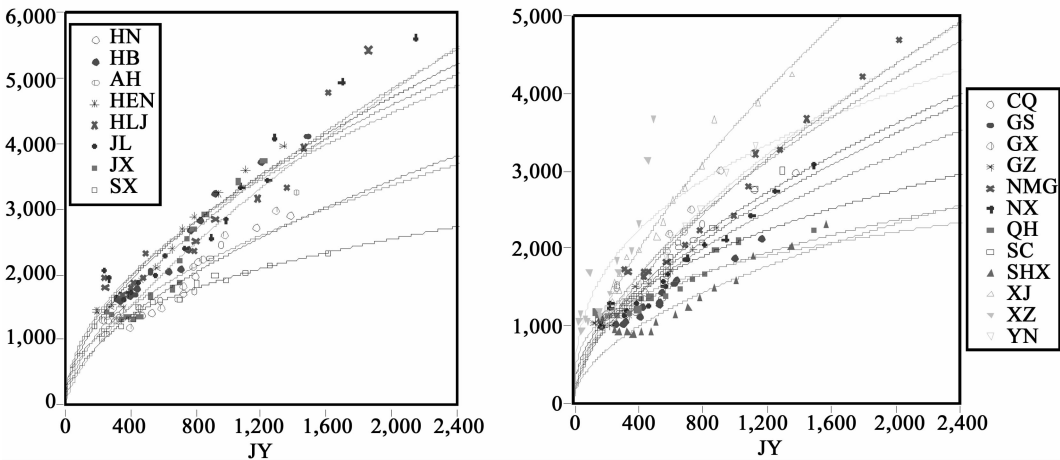 6,000
5,000
4,000
3,000
2,000
1,000
0
HN
HB
AH
HEN
HLJ
JL
JX
SX
0 400 800 1,200 1,600 2,000 2,400
JY
5,000
4,000
3,000
2,000
1,000
0
0 400 800 1,200 1,600 2,000 2,400
JY
CQ
GS
GX
GZ
NMG
NX
QH
SC
SHX
XJ
XZ
YN